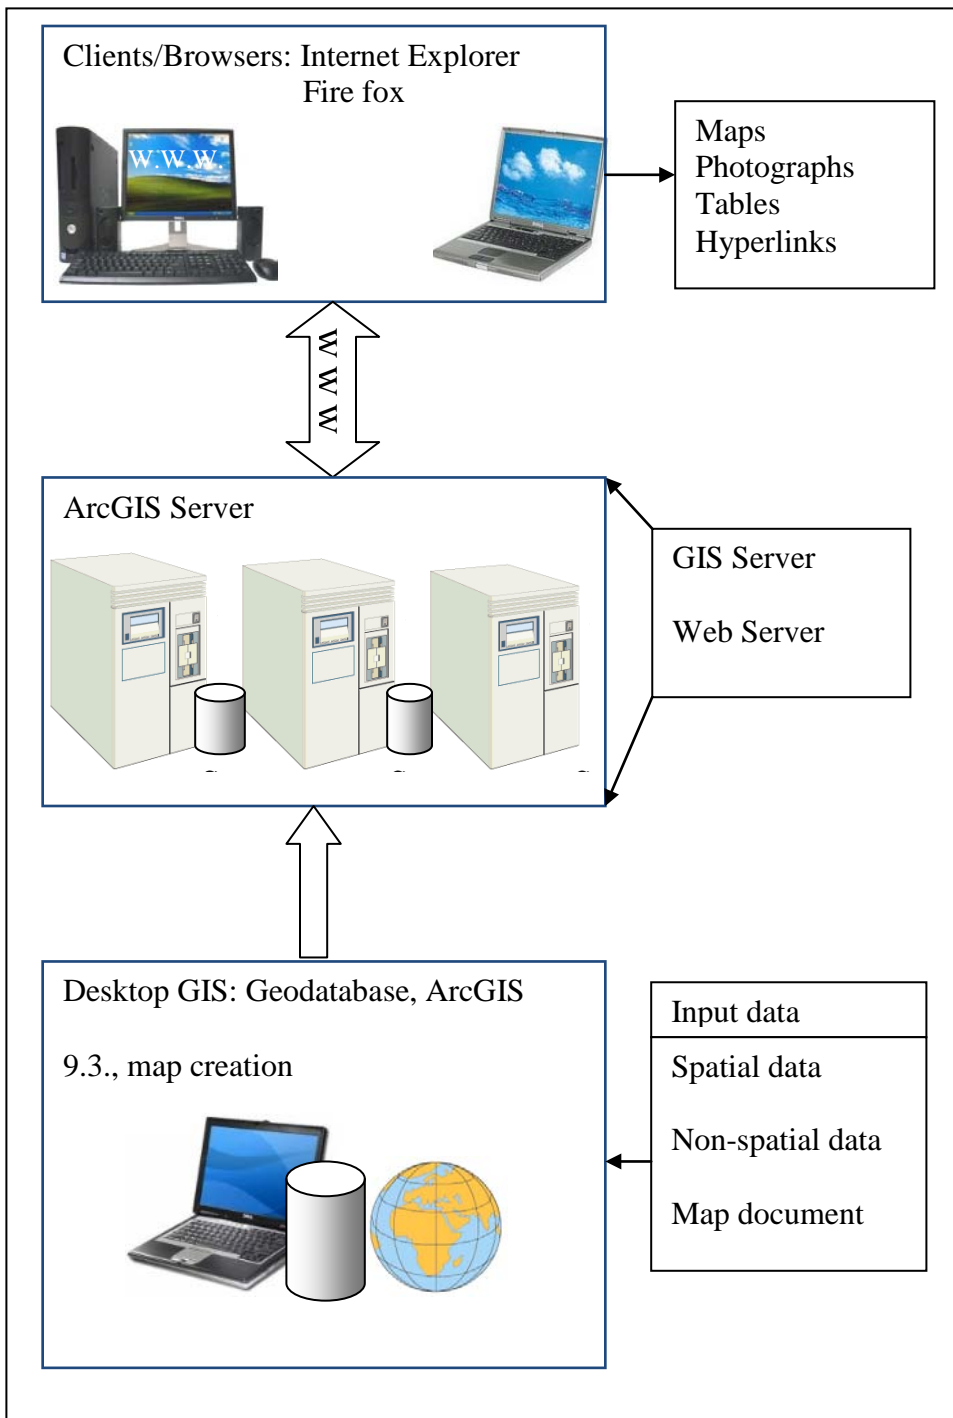 Clients/Browsers: Internet Explorer
Fire fox
W.W.W.
Maps
Photographs
Tables
Hyperlinks
W W W
ArcGIS Server
GIS Server
Web Server
Desktop GIS: Geodatabase, ArcGIS
9.3., map creation
Input data
Spatial data
Non-spatial data
Map document